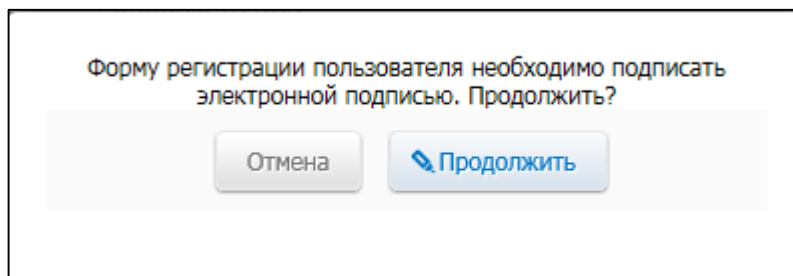 Форму регистрации пользователя необходимо подписать
электронной подписью. Продолжить?
Отмена
Продолжить